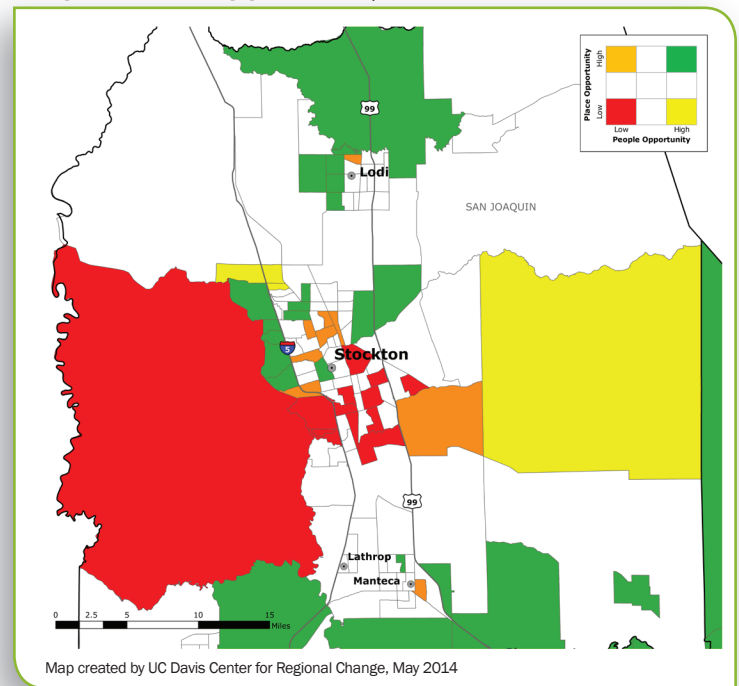 99
Lodi
SAN JOAQUIN
Place Opportunity
High
Low
Low
High
People Opportunity
5
Stockton
99
Lathrop
Manteca
0 2.5 5 10 15
Miles
Map created by UC Davis Center for Regional Change, May 2014